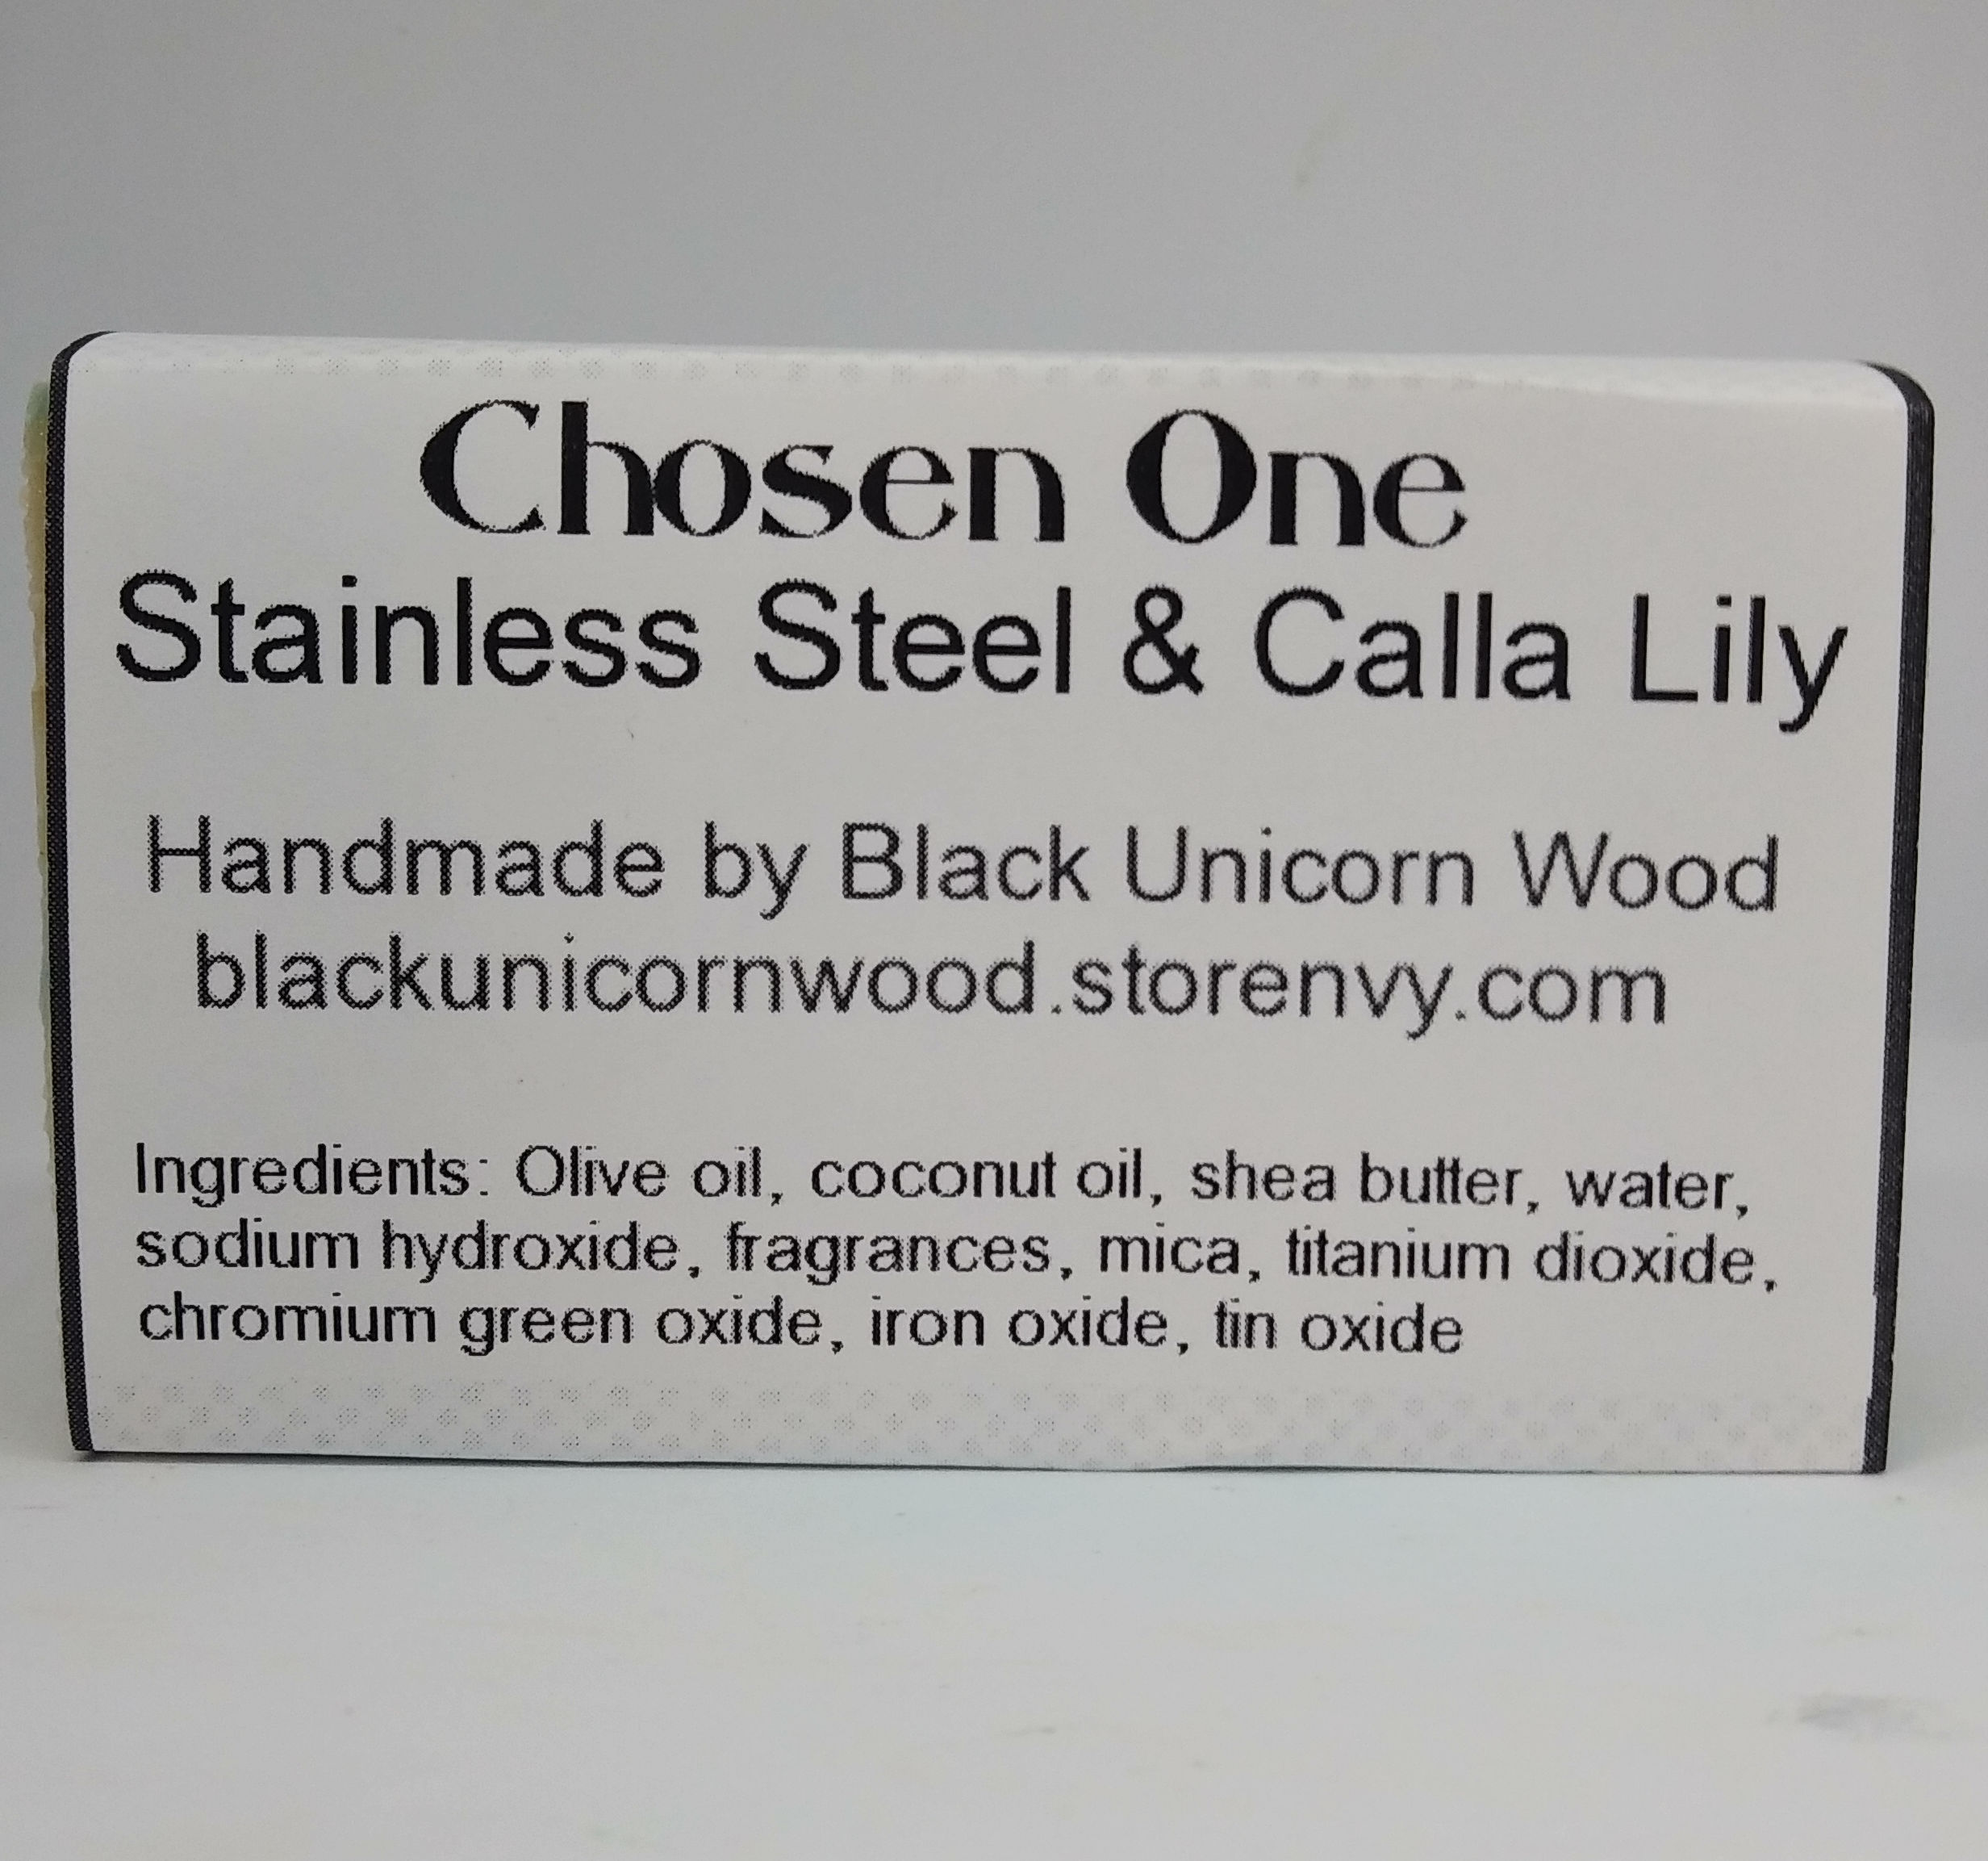 Chosen One
Stainless Steel & Calla Lily
Handmade by Black Unicorn Wood
blackunicornwood.storenvy.com
Ingredients: Olive oil, coconut oil, shea butter, water,
sodium hydroxide, fragrances, mica, titanium dioxide,
chromium green oxide, iron oxide, tin oxide